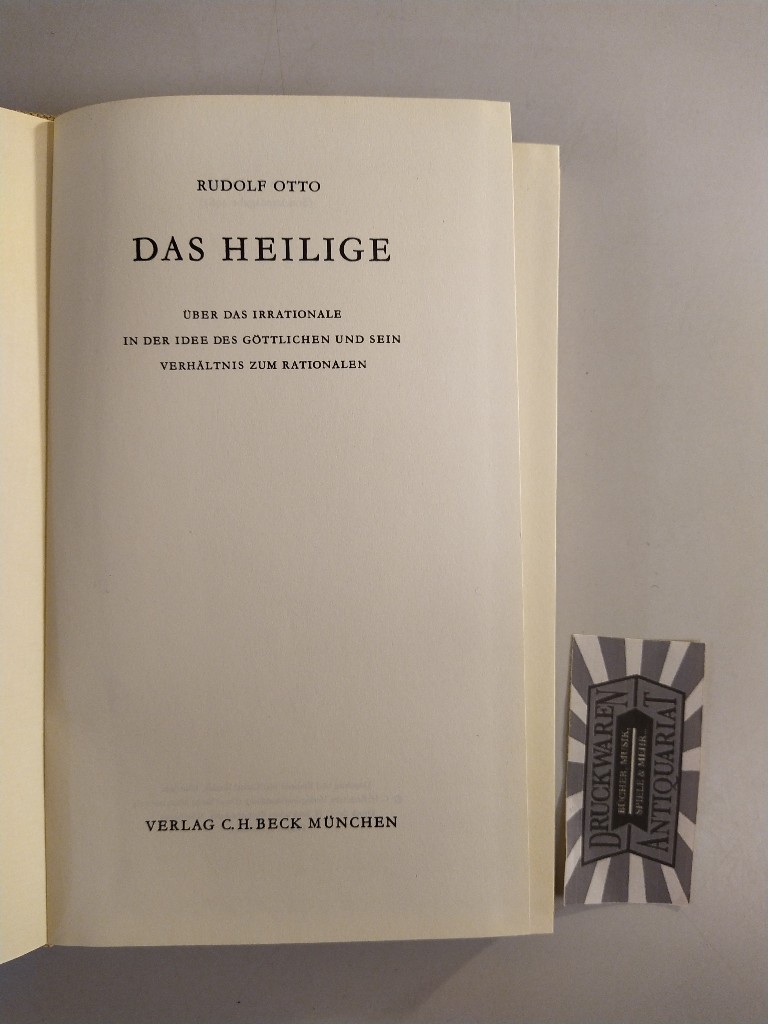 RUDOLF OTTO
DAS HEILIGE
ÜBER DAS IRRATIONALE
IN DER IDEE DES GÖTTLICHEN UND SEIN
VERHÄLTNIS ZUM RATIONALEN
VERLAG C.H.BECK MÜNCHEN
DRUCKWAREN
BÜCHER, MUSIK,
SPIELE & MEHR...
ANTIQUARIAT